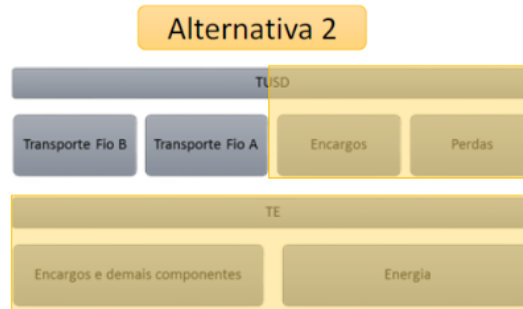 Alternativa 2
TUSD
Transporte Fio B Transporte Fio A Encargos Perdas
TE
Encargos e demais componentes Energia